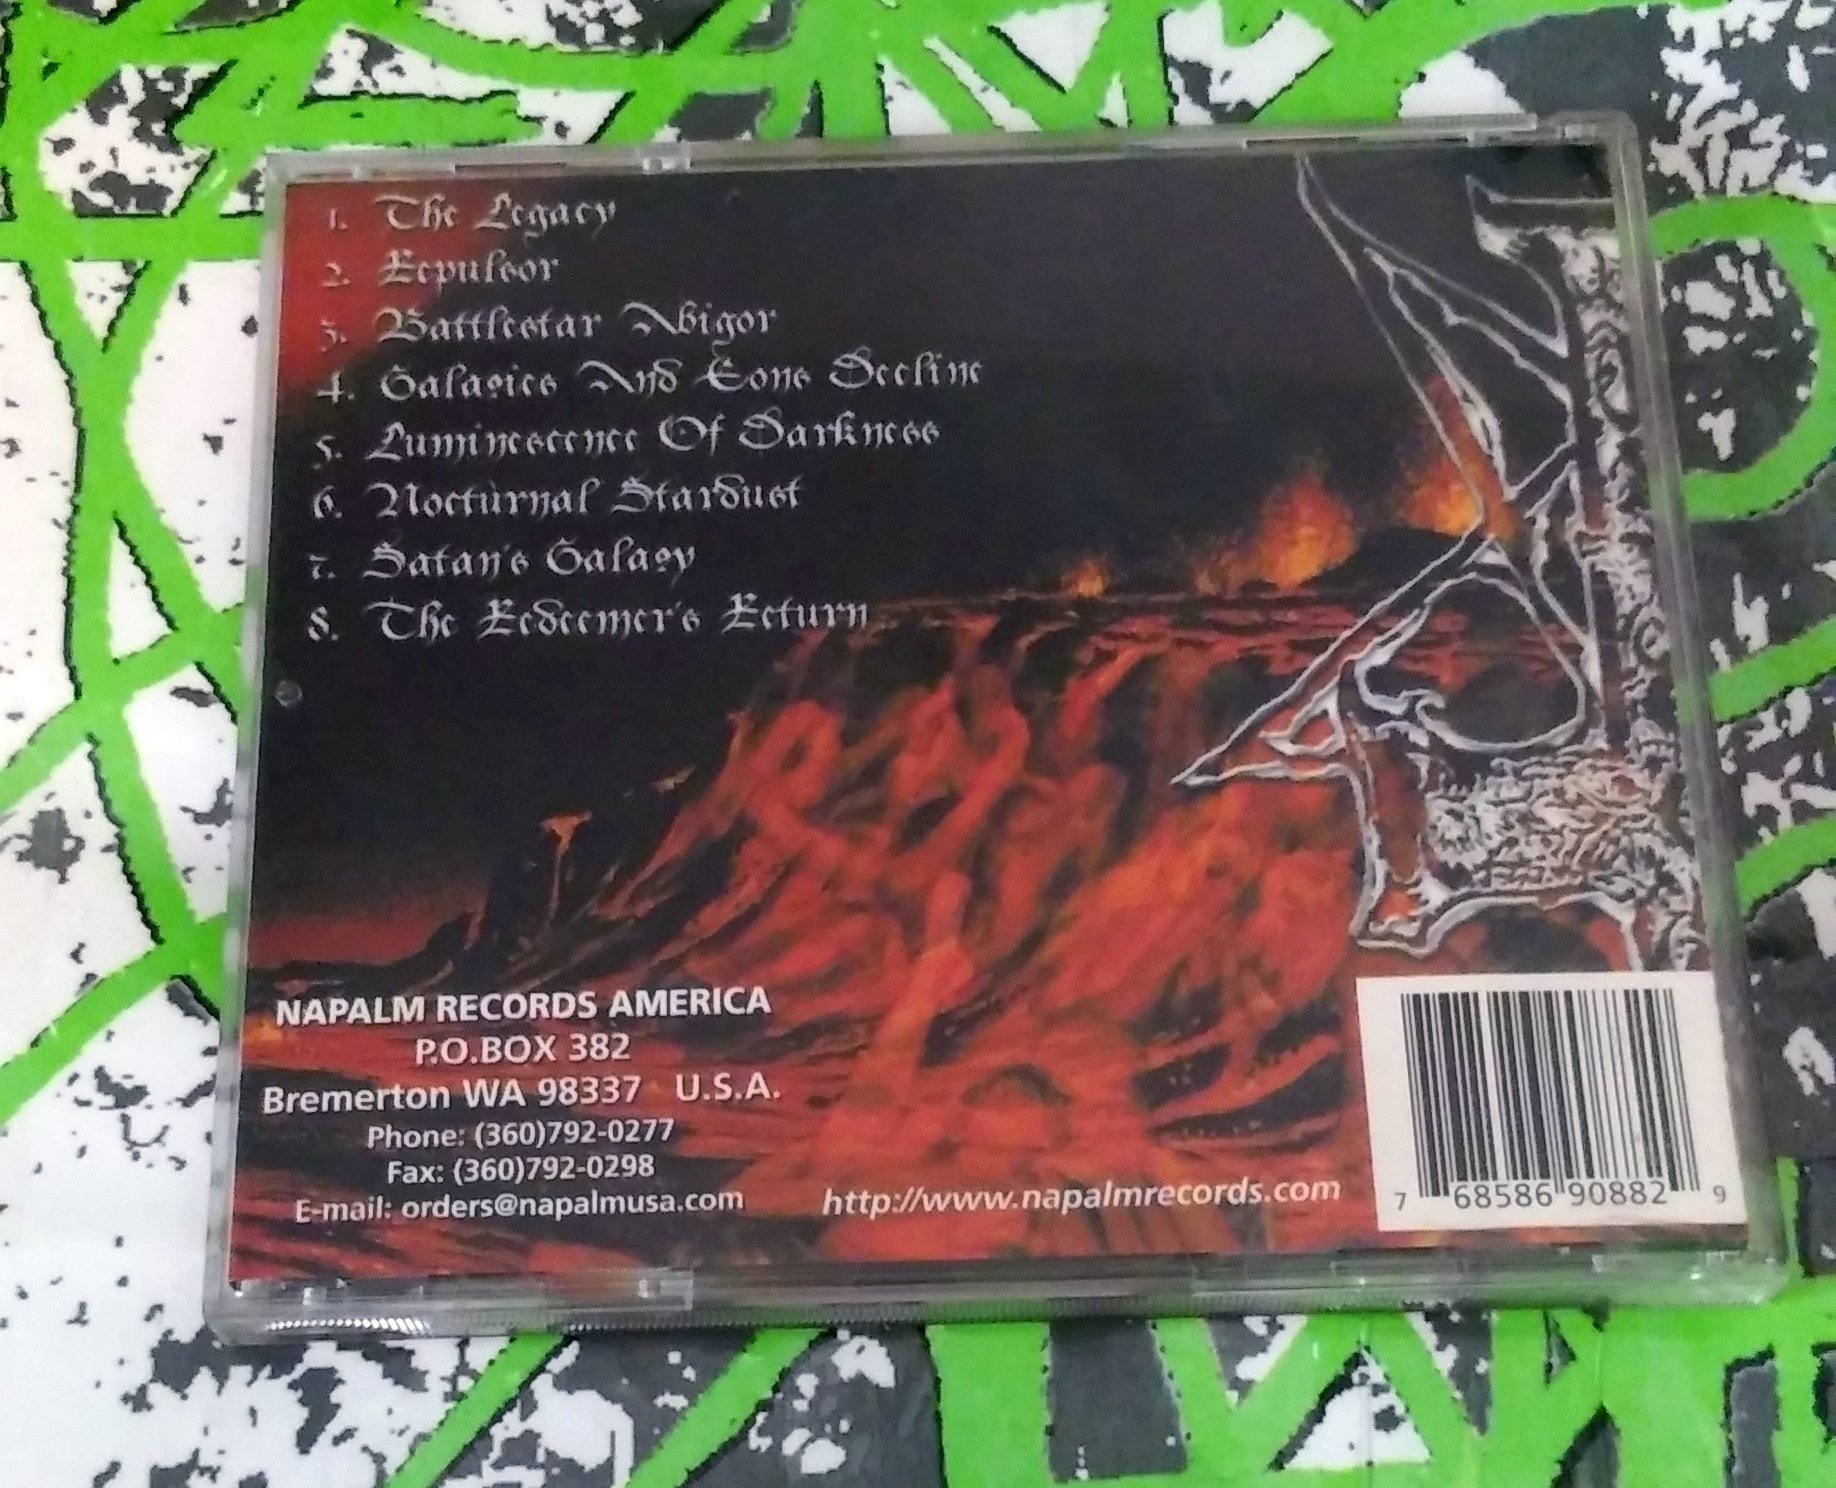 1. The Legacy
2. Repulsor
3. Battlestar Abigor
4. Galaxies And Eons Decline
5. Luminescence Of Darkness
6. Nocturnal Stardust
7. Satan's Galaxy
8. The Redeemer's Return
NAPALM RECORDS AMERICA
P.O.BOX 382
Bremerton WA 98337 U.S.A.
Phone: (360)792-0277
Fax: (360)792-0298
E-mail: orders@napalmusa.com
http://www.napalmrecords.com
7 68586 90882 9